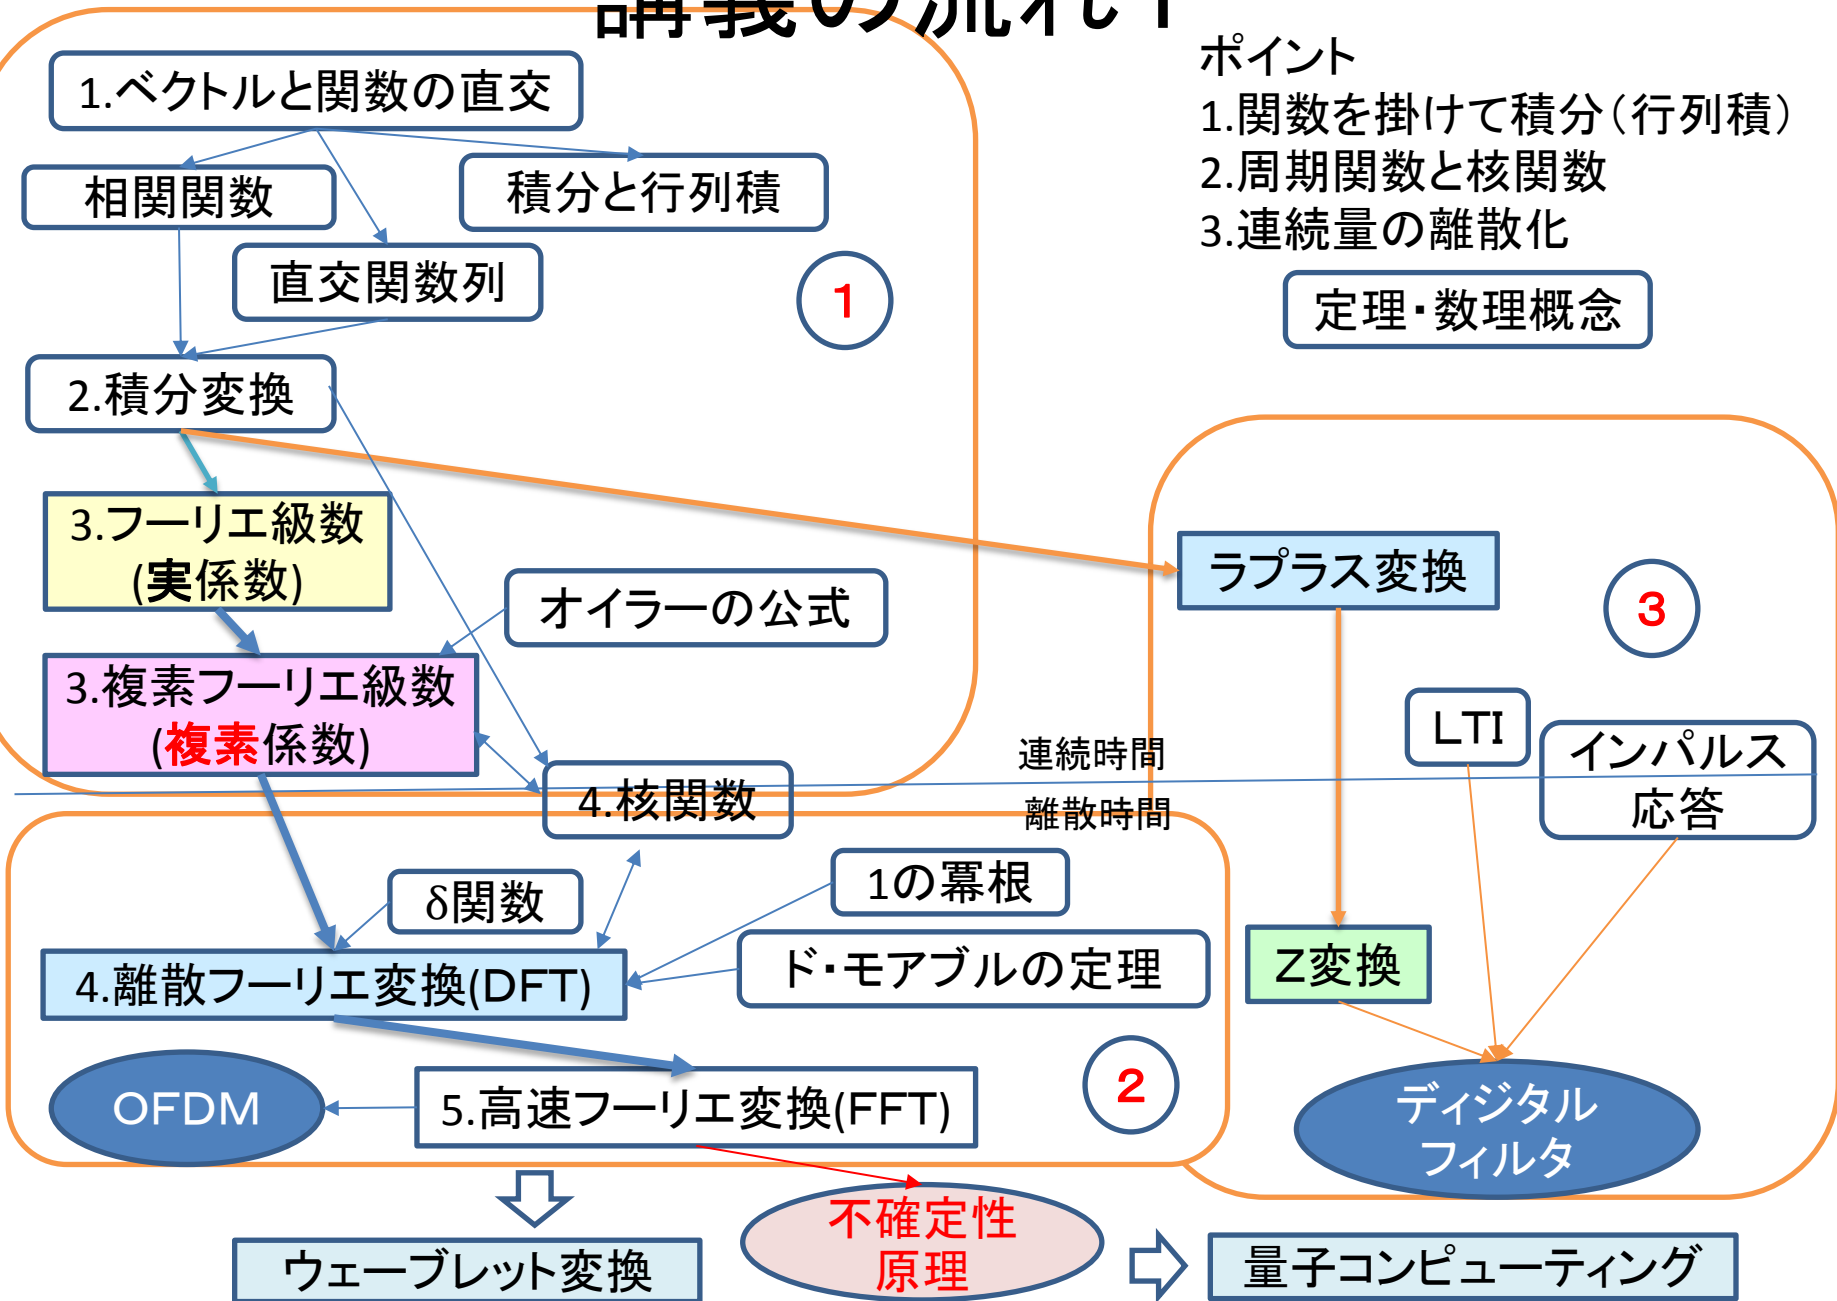 講義の流れ1
ポイント
1.関数を掛けて積分(行列積)
2.周期関数と核関数
3.連続量の離散化
定理・数理概念
1.ベクトルと関数の直交
相関関数
積分と行列積
直交関数列
1
2.積分変換
3.フーリエ級数
(実係数)
オイラーの公式
3.複素フーリエ級数
(複素係数)
4.核関数
連続時間
離散時間
ラプラス変換
3
LTI
インパルス
応答
δ関数
1の冪根
ド・モアブルの定理
4.離散フーリエ変換(DFT)
Z変換
OFDM
5.高速フーリエ変換(FFT)
2
ディジタル
フィルタ
不確定性
原理
ウェーブレット変換
量子コンピューティング